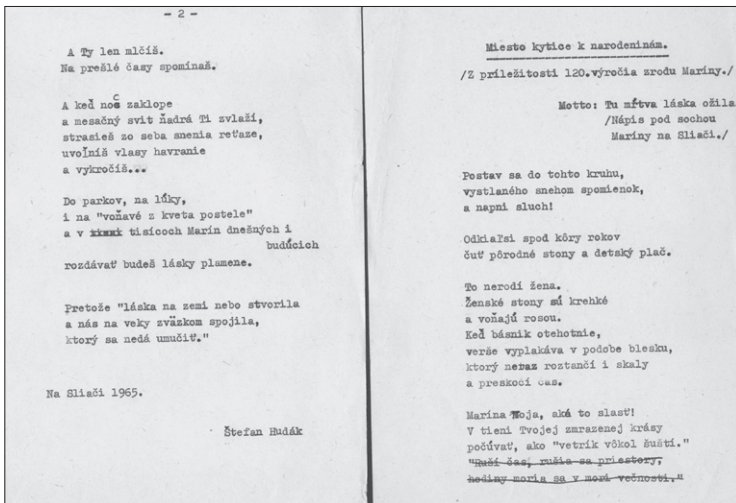 - 2 -
A Ty len mlčíš.
Na prešlé časy spomínaš.
A keď noc zaklope
a mesačný svit ňadrá Ti zvlaží,
strasieš zo seba snenia reťaze,
uvoľníš vlasy havranie
a vykročíš...
Do parkov, na lúky,
i na "voňavé z kveta postele"
a v tisícoch Marín dnešných i
budúcich
rozdávať budeš lásky plamene.
Pretože "láska na zemi nebo stvorila
a nás na veky zväzkom spojila,
ktorý sa nedá umučiť."
Na Sliači 1965.
Štefan Hudák
Miesto kytice k narodeninám.
/Z príležitosti 120.výročia zrodu Maríny./
Motto: Tu mŕtva láska ožila
/Nápis pod sochou
Maríny na Sliači./
Postav sa do tohto kruhu,
vystlaného snehom spomienok,
a napni sluch!
Odkiaľsi spod kôry rokov
čuť pôrodné stony a detský plač.
To nerodí žena.
Ženské stony sú krehké
a voňajú rosou.
Keď básnik otehotnie,
verše vyplakáva v podobe blesku,
ktorý neraz roztančí i skaly
a preskočí čas.
Marína moja, aká to slasť!
V tieni Tvojej zmrazenej krásy
počúvať, ako "vetrík vôkol šuští."
"Ruší čas, rušia sa priestory,
hodiny moria sa v mori večnosti."